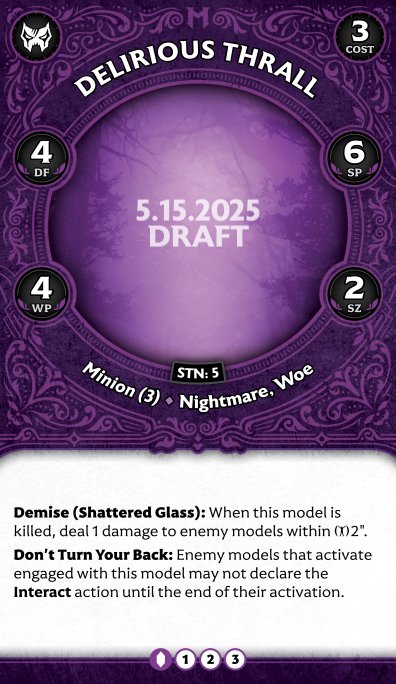 3
COST
DELIRIOUS THRALL
4
DF
6
SP
5.15.2025
DRAFT
4
WP
2
SZ
STN: 5
Minion (3) ◆ Nightmare, Woe
Demise (Shattered Glass): When this model is
killed, deal 1 damage to enemy models within 2".
Don't Turn Your Back: Enemy models that activate
engaged with this model may not declare the
Interact action until the end of their activation.
1 2 3